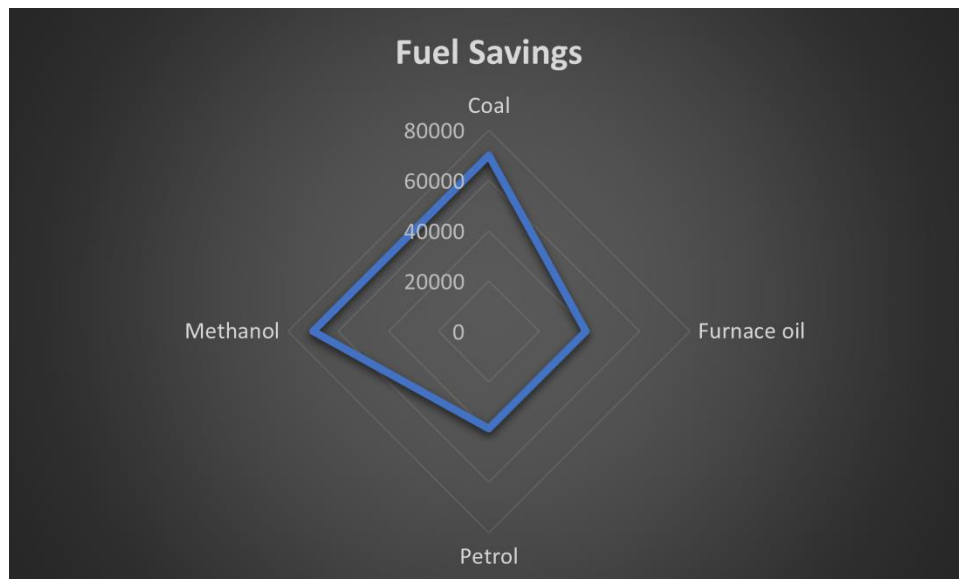 Fuel Savings
Coal
80000
60000
40000
20000
0
Methanol
Furnace oil
Petrol